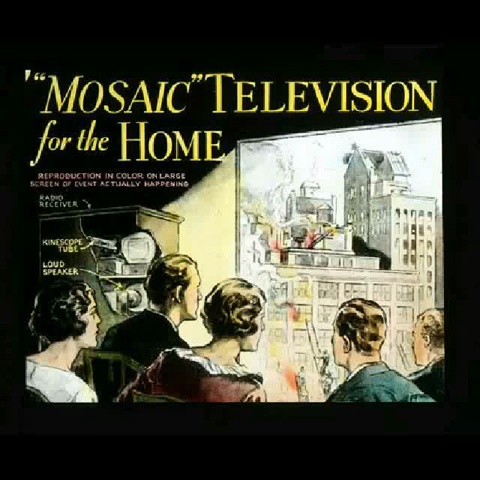 '"MOSAIC" TELEVISION
for the HOME
REPRODUCTION IN COLOR ON LARGE
SCREEN OF EVENT ACTUALLY HAPPENING
RADIO
RECEIVER
KINESCOPE
TUBE
LOUD
SPEAKER